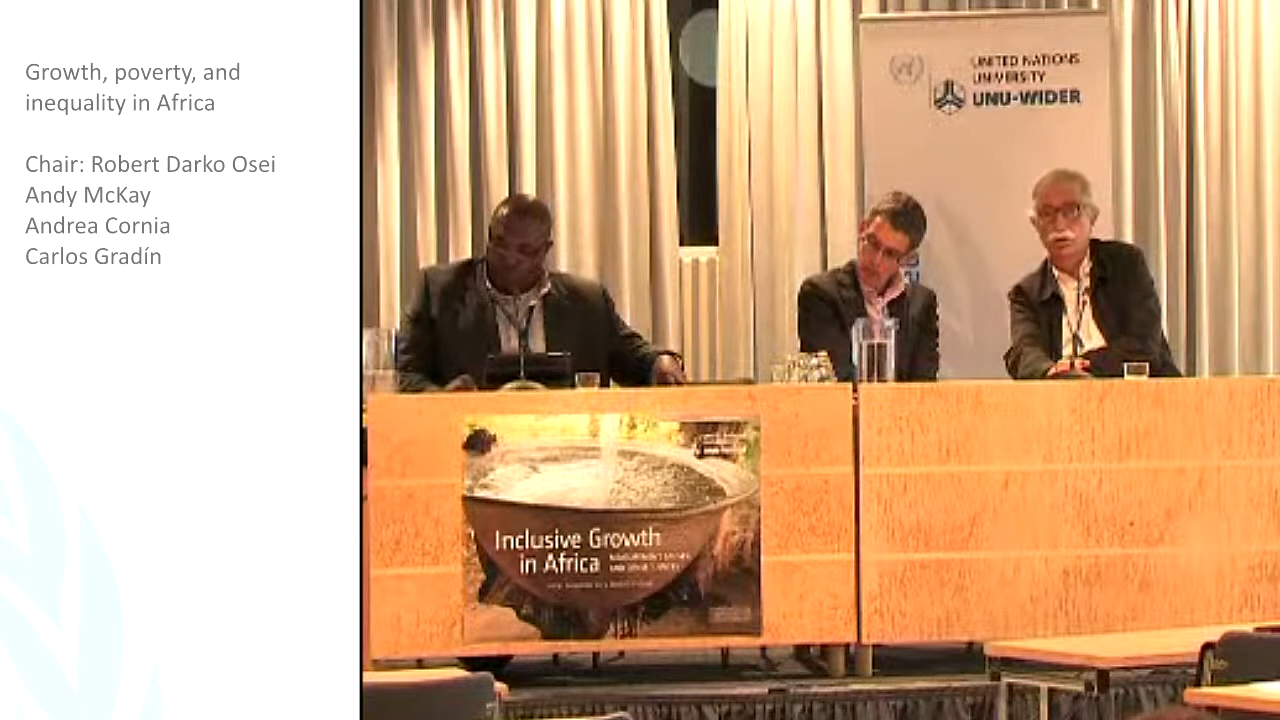 Growth, poverty, and
inequality in Africa
Chair: Robert Darko Osei
Andy McKay
Andrea Cornia
Carlos Gradín
UNITED NATIONS
UNIVERSITY
UNU-WIDER
Inclusive Growth
in Africa